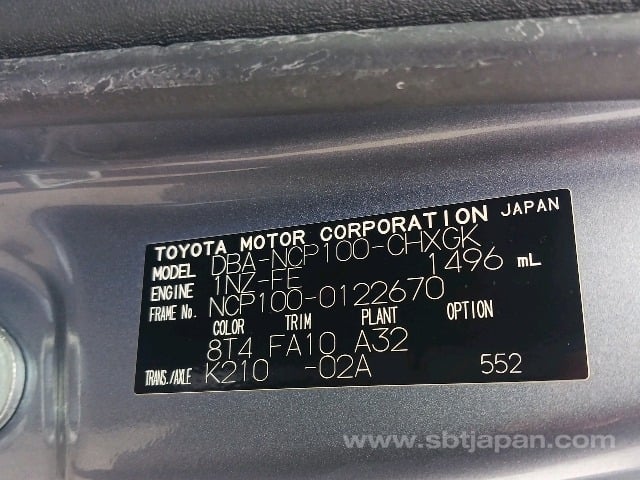 TOYOTA MOTOR CORPORATION JAPAN
MODEL DBA-NCP100-CHXGK
ENGINE 1NZ-FE 1496 mL
FRAME No. NCP100-0122670
COLOR TRIM PLANT OPTION
8T4 FA10 A32
TRANS./AXLE K210 -02A 552
www.sbtjapan.com